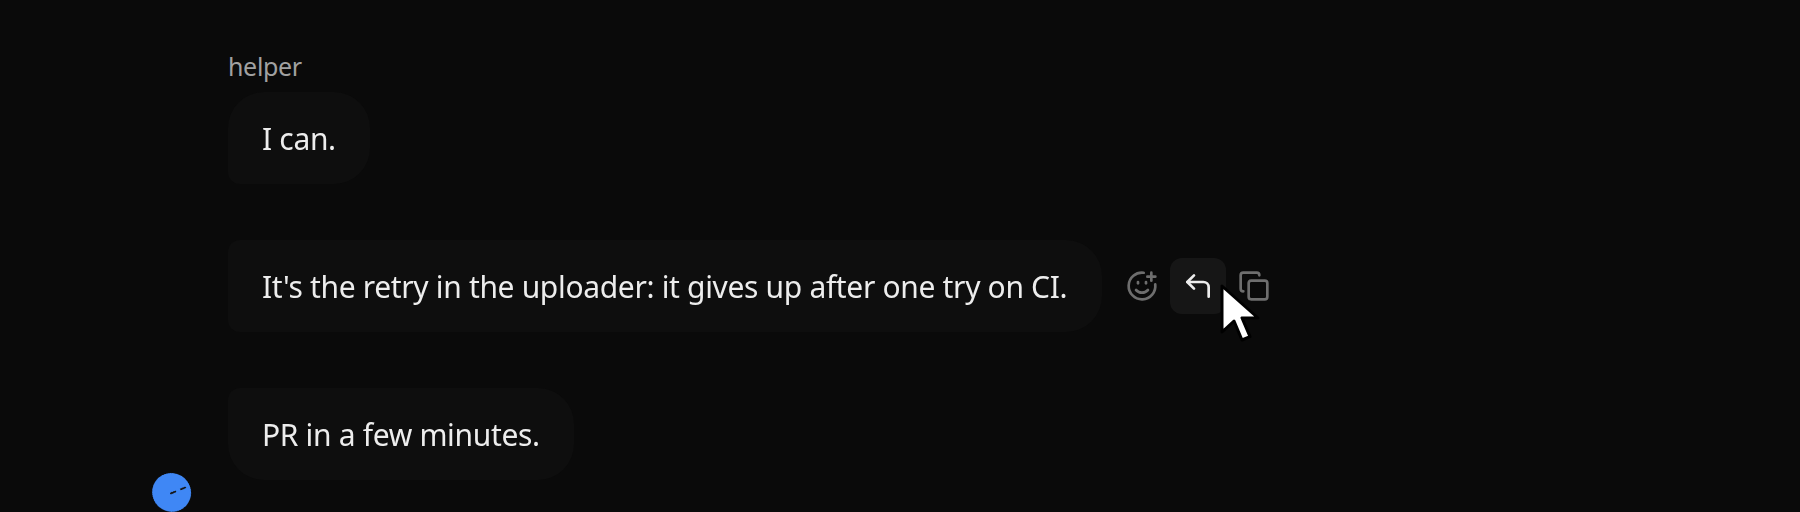 helper
I can.
It's the retry in the uploader: it gives up after one try on CI.
PR in a few minutes.